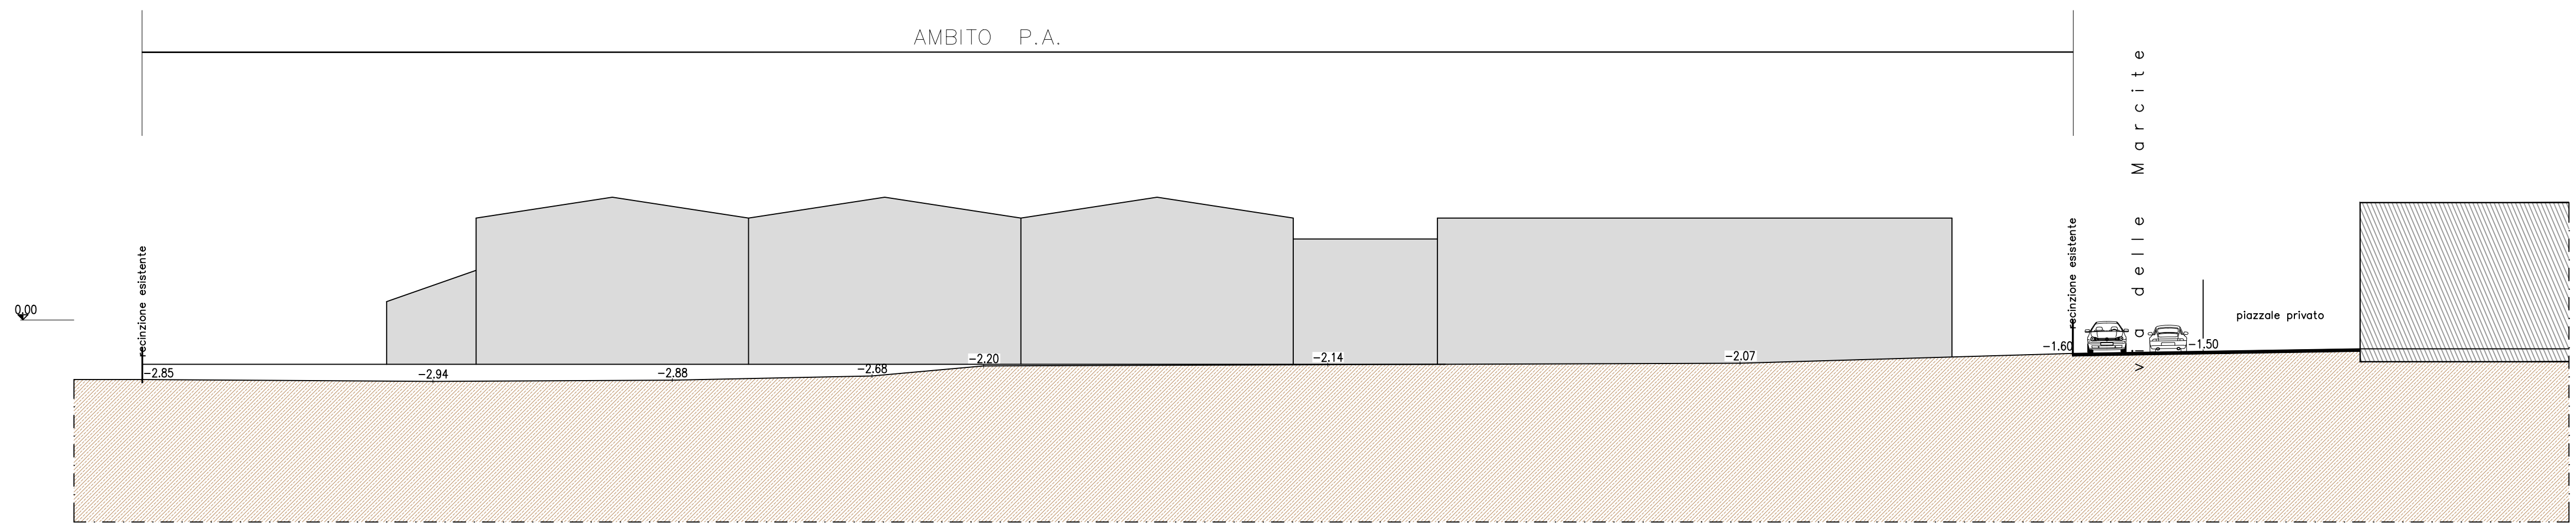 AMBITO P.A.
via delle Marcite
recinzione esistente
recinzione esistente
0.00
piazzale privato
-2.85
-2.94
-2.88
-2.68
-2.20
-2.14
-2.07
-1.60
-1.50